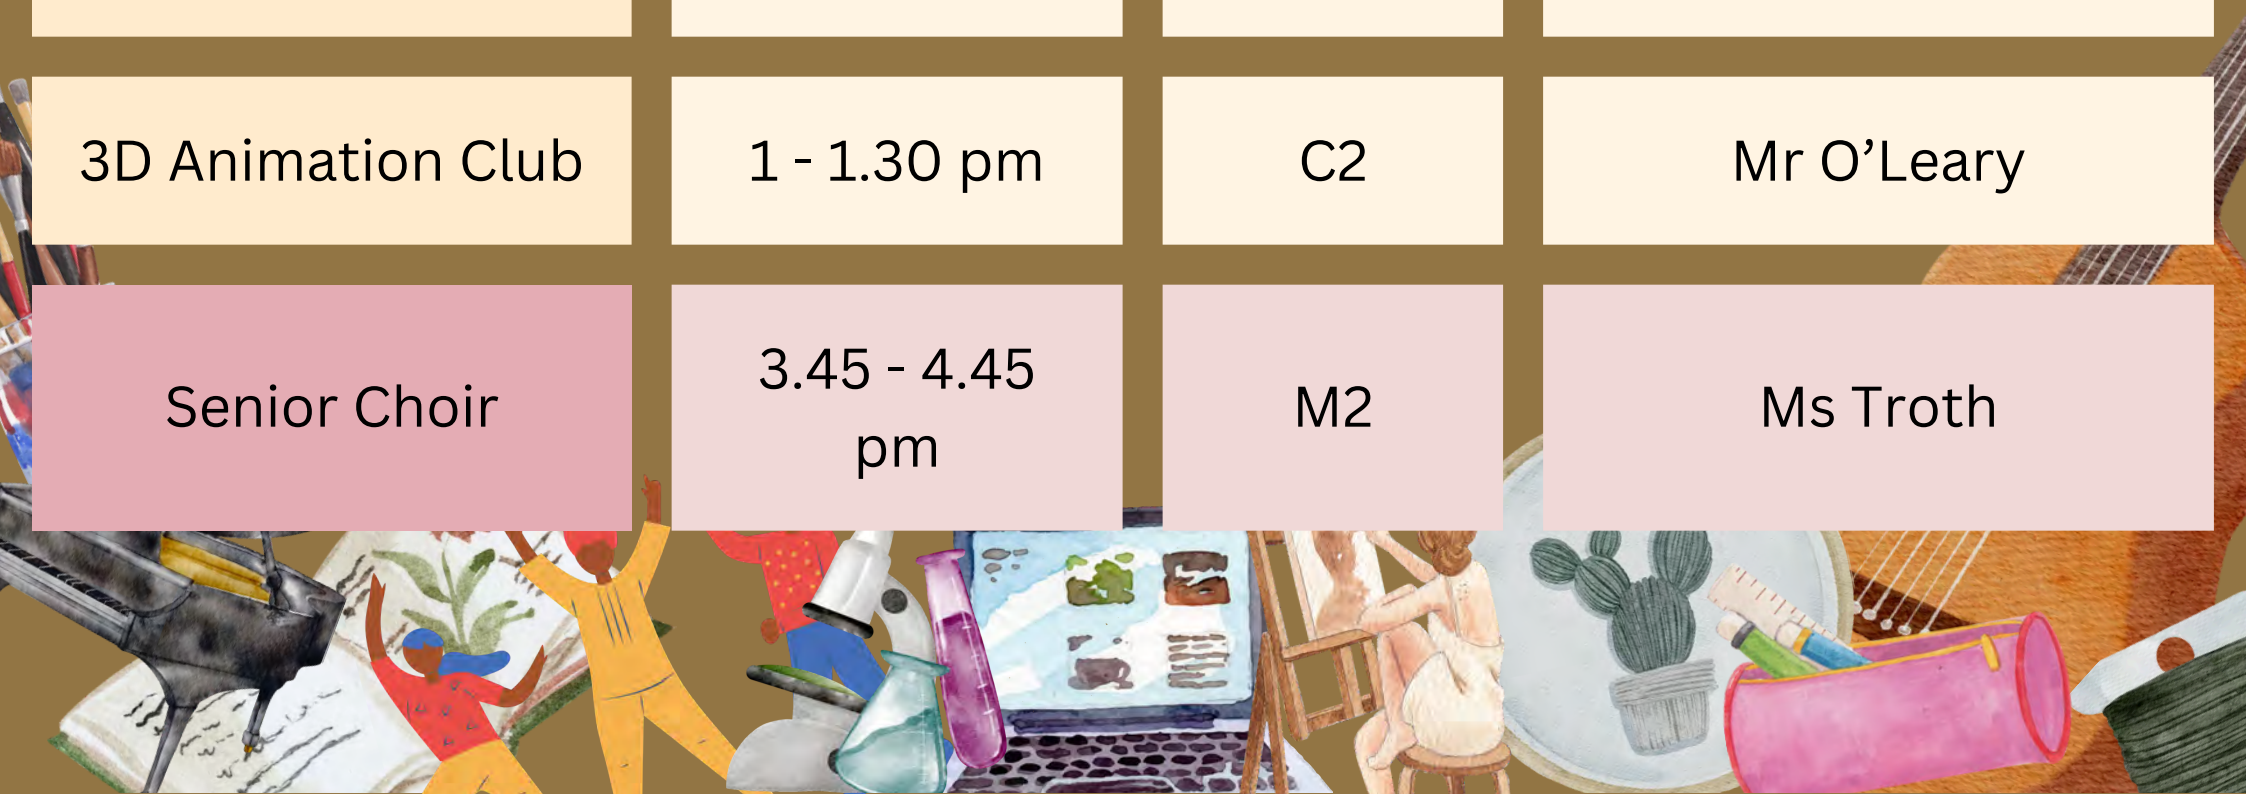 3D Animation Club 1 - 1.30 pm C2 Mr O’Leary
Senior Choir 3.45 - 4.45 pm M2 Ms Troth